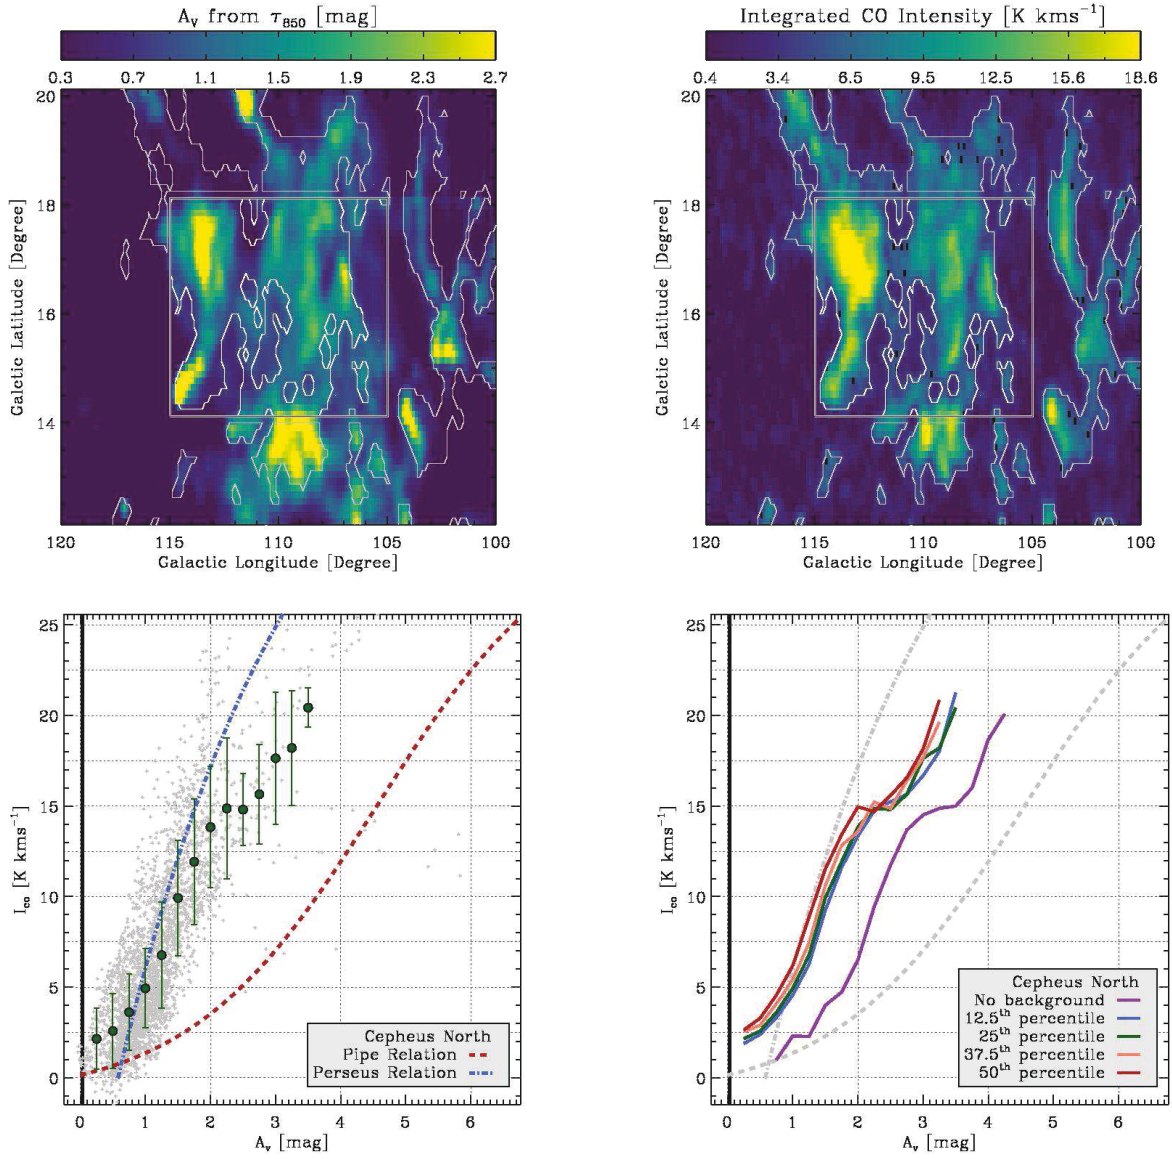 A_V from τ_850 [mag]
0.3 0.7 1.1 1.5 1.9 2.3 2.7
20
18
16
14
Galactic Latitude [Degree]
120 115 110 105 100
Galactic Longitude [Degree]
Integrated CO Intensity [K kms⁻¹]
0.4 3.4 6.5 9.5 12.5 15.6 18.6
20
18
16
14
Galactic Latitude [Degree]
120 115 110 105 100
Galactic Longitude [Degree]
25
20
15
10
5
0
I_CO [K kms⁻¹]
Cepheus North
Pipe Relation
Perseus Relation
0 1 2 3 4 5 6
A_V [mag]
25
20
15
10
5
0
I_CO [K kms⁻¹]
Cepheus North
No background
12.5th percentile
25th percentile
37.5th percentile
50th percentile
0 1 2 3 4 5 6
A_V [mag]